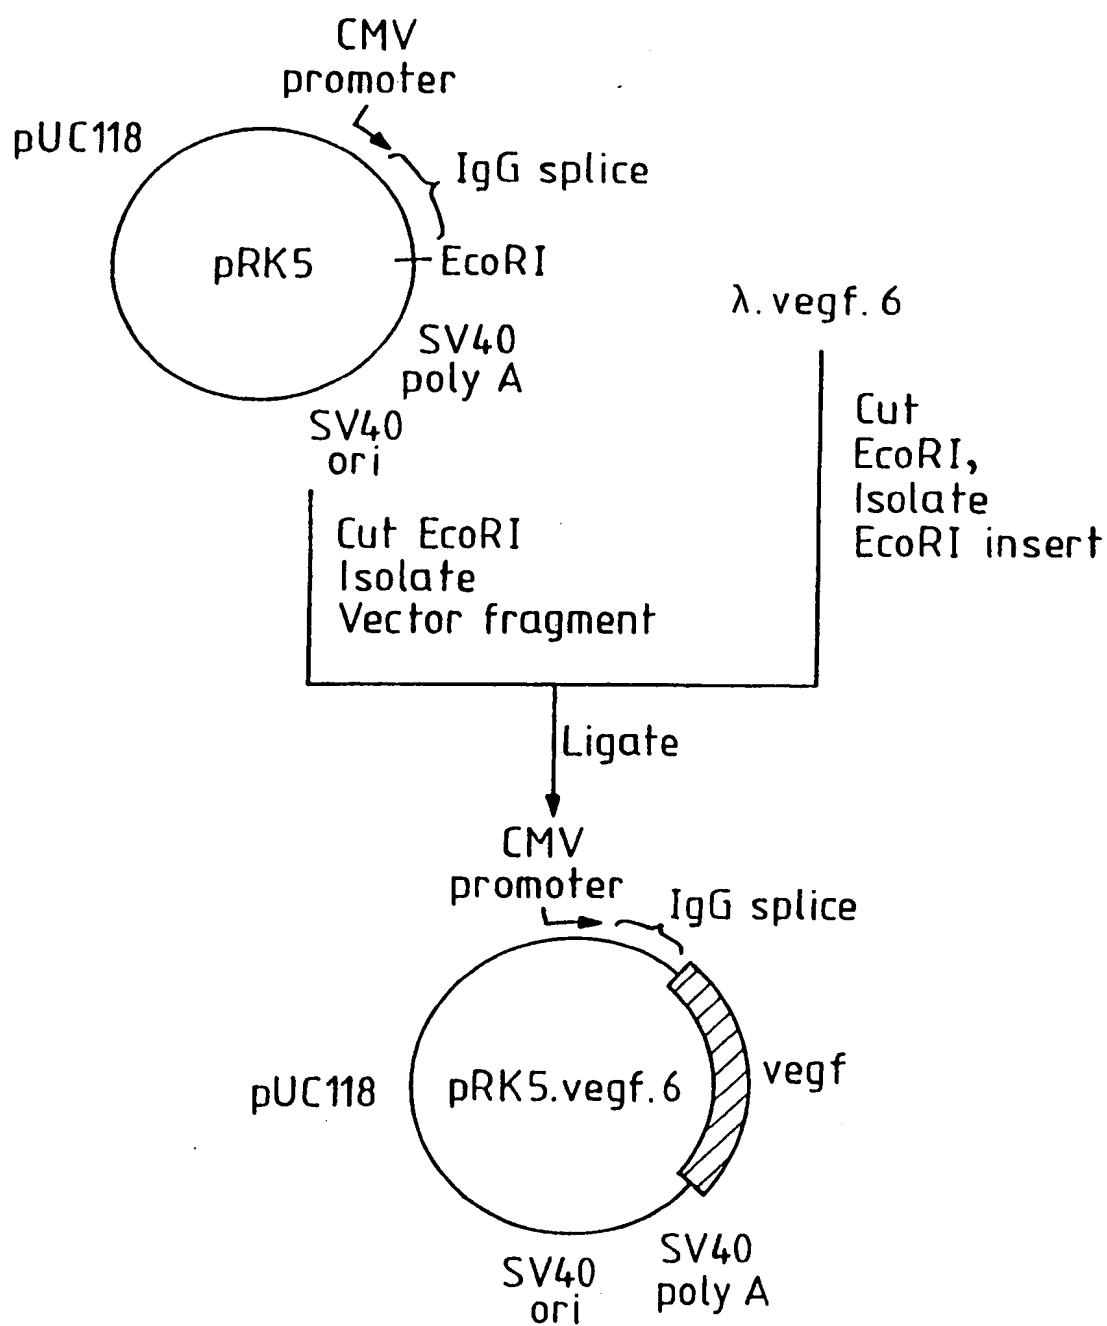 CMV
promoter
pUC118
IgG splice
pRK5
EcoRI
SV40
poly A
SV40
ori
λ.vegf.6
Cut
EcoRI,
Isolate
EcoRI insert
Cut EcoRI
Isolate
Vector fragment
Ligate
CMV
promoter
IgG splice
pUC118
pRK5.vegf.6
vegf
SV40
poly A
SV40
ori